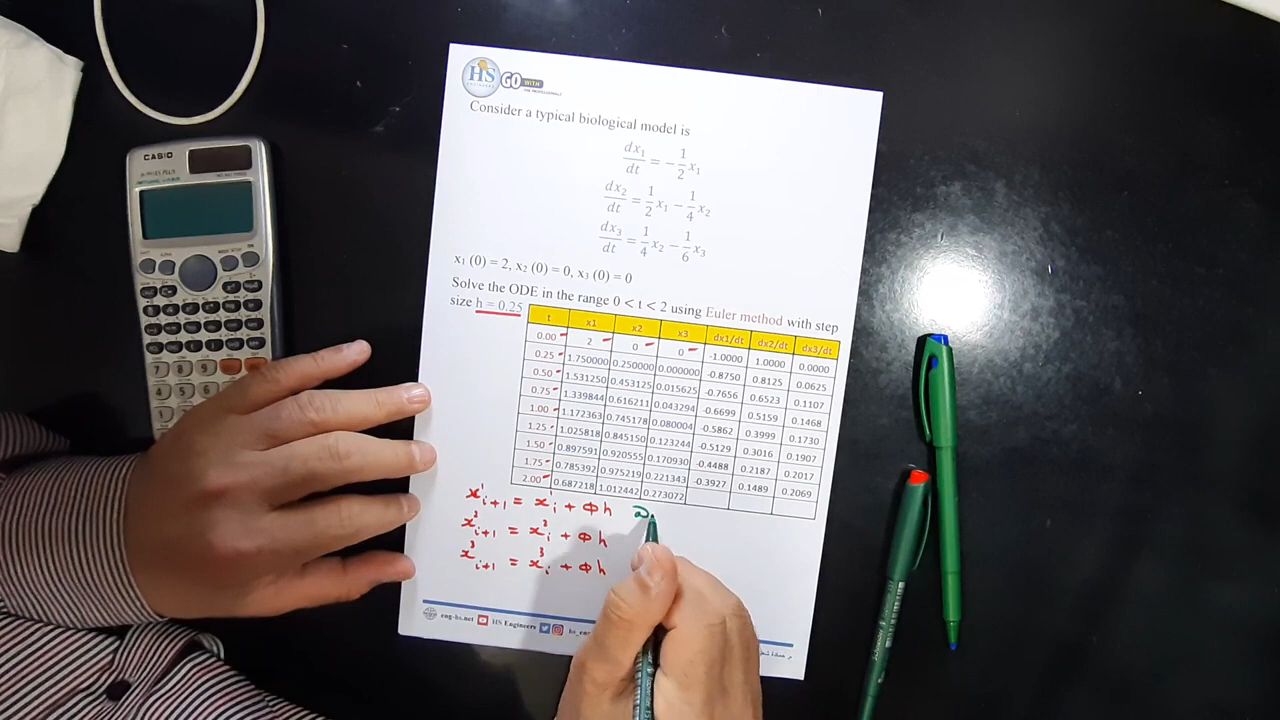 HS
ENGINEERS
GO WITH
THE PROFESSIONALS
Consider a typical biological model is
dx₁/dt = -1/2 x₁
dx₂/dt = 1/2 x₁ - 1/4 x₂
dx₃/dt = 1/4 x₂ - 1/6 x₃
x₁ (0) = 2, x₂ (0) = 0, x₃ (0) = 0
Solve the ODE in the range 0 < t < 2 using Euler method with step
size h = 0.25
t x1 x2 x3 dx1/dt dx2/dt dx3/dt
0.00 2 0 0 -1.0000 1.0000 0.0000
0.25 1.750000 0.250000 0.000000 -0.8750 0.8125 0.0625
0.50 1.531250 0.453125 0.015625 -0.7656 0.6523 0.1107
0.75 1.339844 0.616211 0.043294 -0.6699 0.5159 0.1468
1.00 1.172363 0.745178 0.080004 -0.5862 0.3999 0.1730
1.25 1.025818 0.845150 0.123244 -0.5129 0.3016 0.1907
1.50 0.897591 0.920555 0.170930 -0.4488 0.2187 0.2017
1.75 0.785392 0.975219 0.221343 -0.3927 0.1489 0.2069
2.00 0.687218 1.012442 0.273072
x¹ᵢ₊₁ = x¹ᵢ + Φh
x²ᵢ₊₁ = x²ᵢ + Φh
x³ᵢ₊₁ = x³ᵢ + Φh
eng-hs.net HS Engineers
CASIO